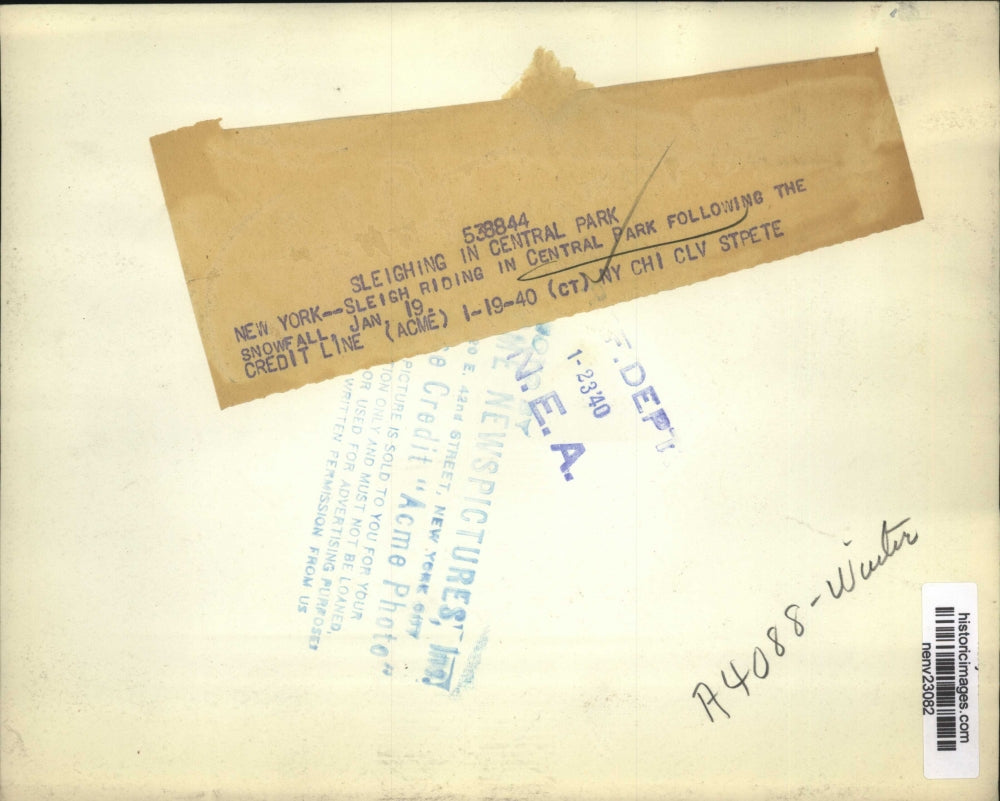 538844
SLEIGHING IN CENTRAL PARK
NEW YORK--SLEIGH RIDING IN CENTRAL PARK FOLLOWING THE
SNOWFALL, JAN. 19.
CREDIT LINE (ACME) 1-19-40 (CT) NY CHI CLV STPETE
NEWSPICTURES, Inc.
E. 42nd STREET, NEW YORK CITY
Credit "Acme Photo"
PICTURE IS SOLD TO YOU FOR YOUR
TION ONLY AND MUST NOT BE LOANED,
OR USED FOR ADVERTISING PURPOSES
WRITTEN PERMISSION FROM US
N.E.A.
1-23'40
F. DEPT
A4088-Winter
historicimages.com
nenv23082